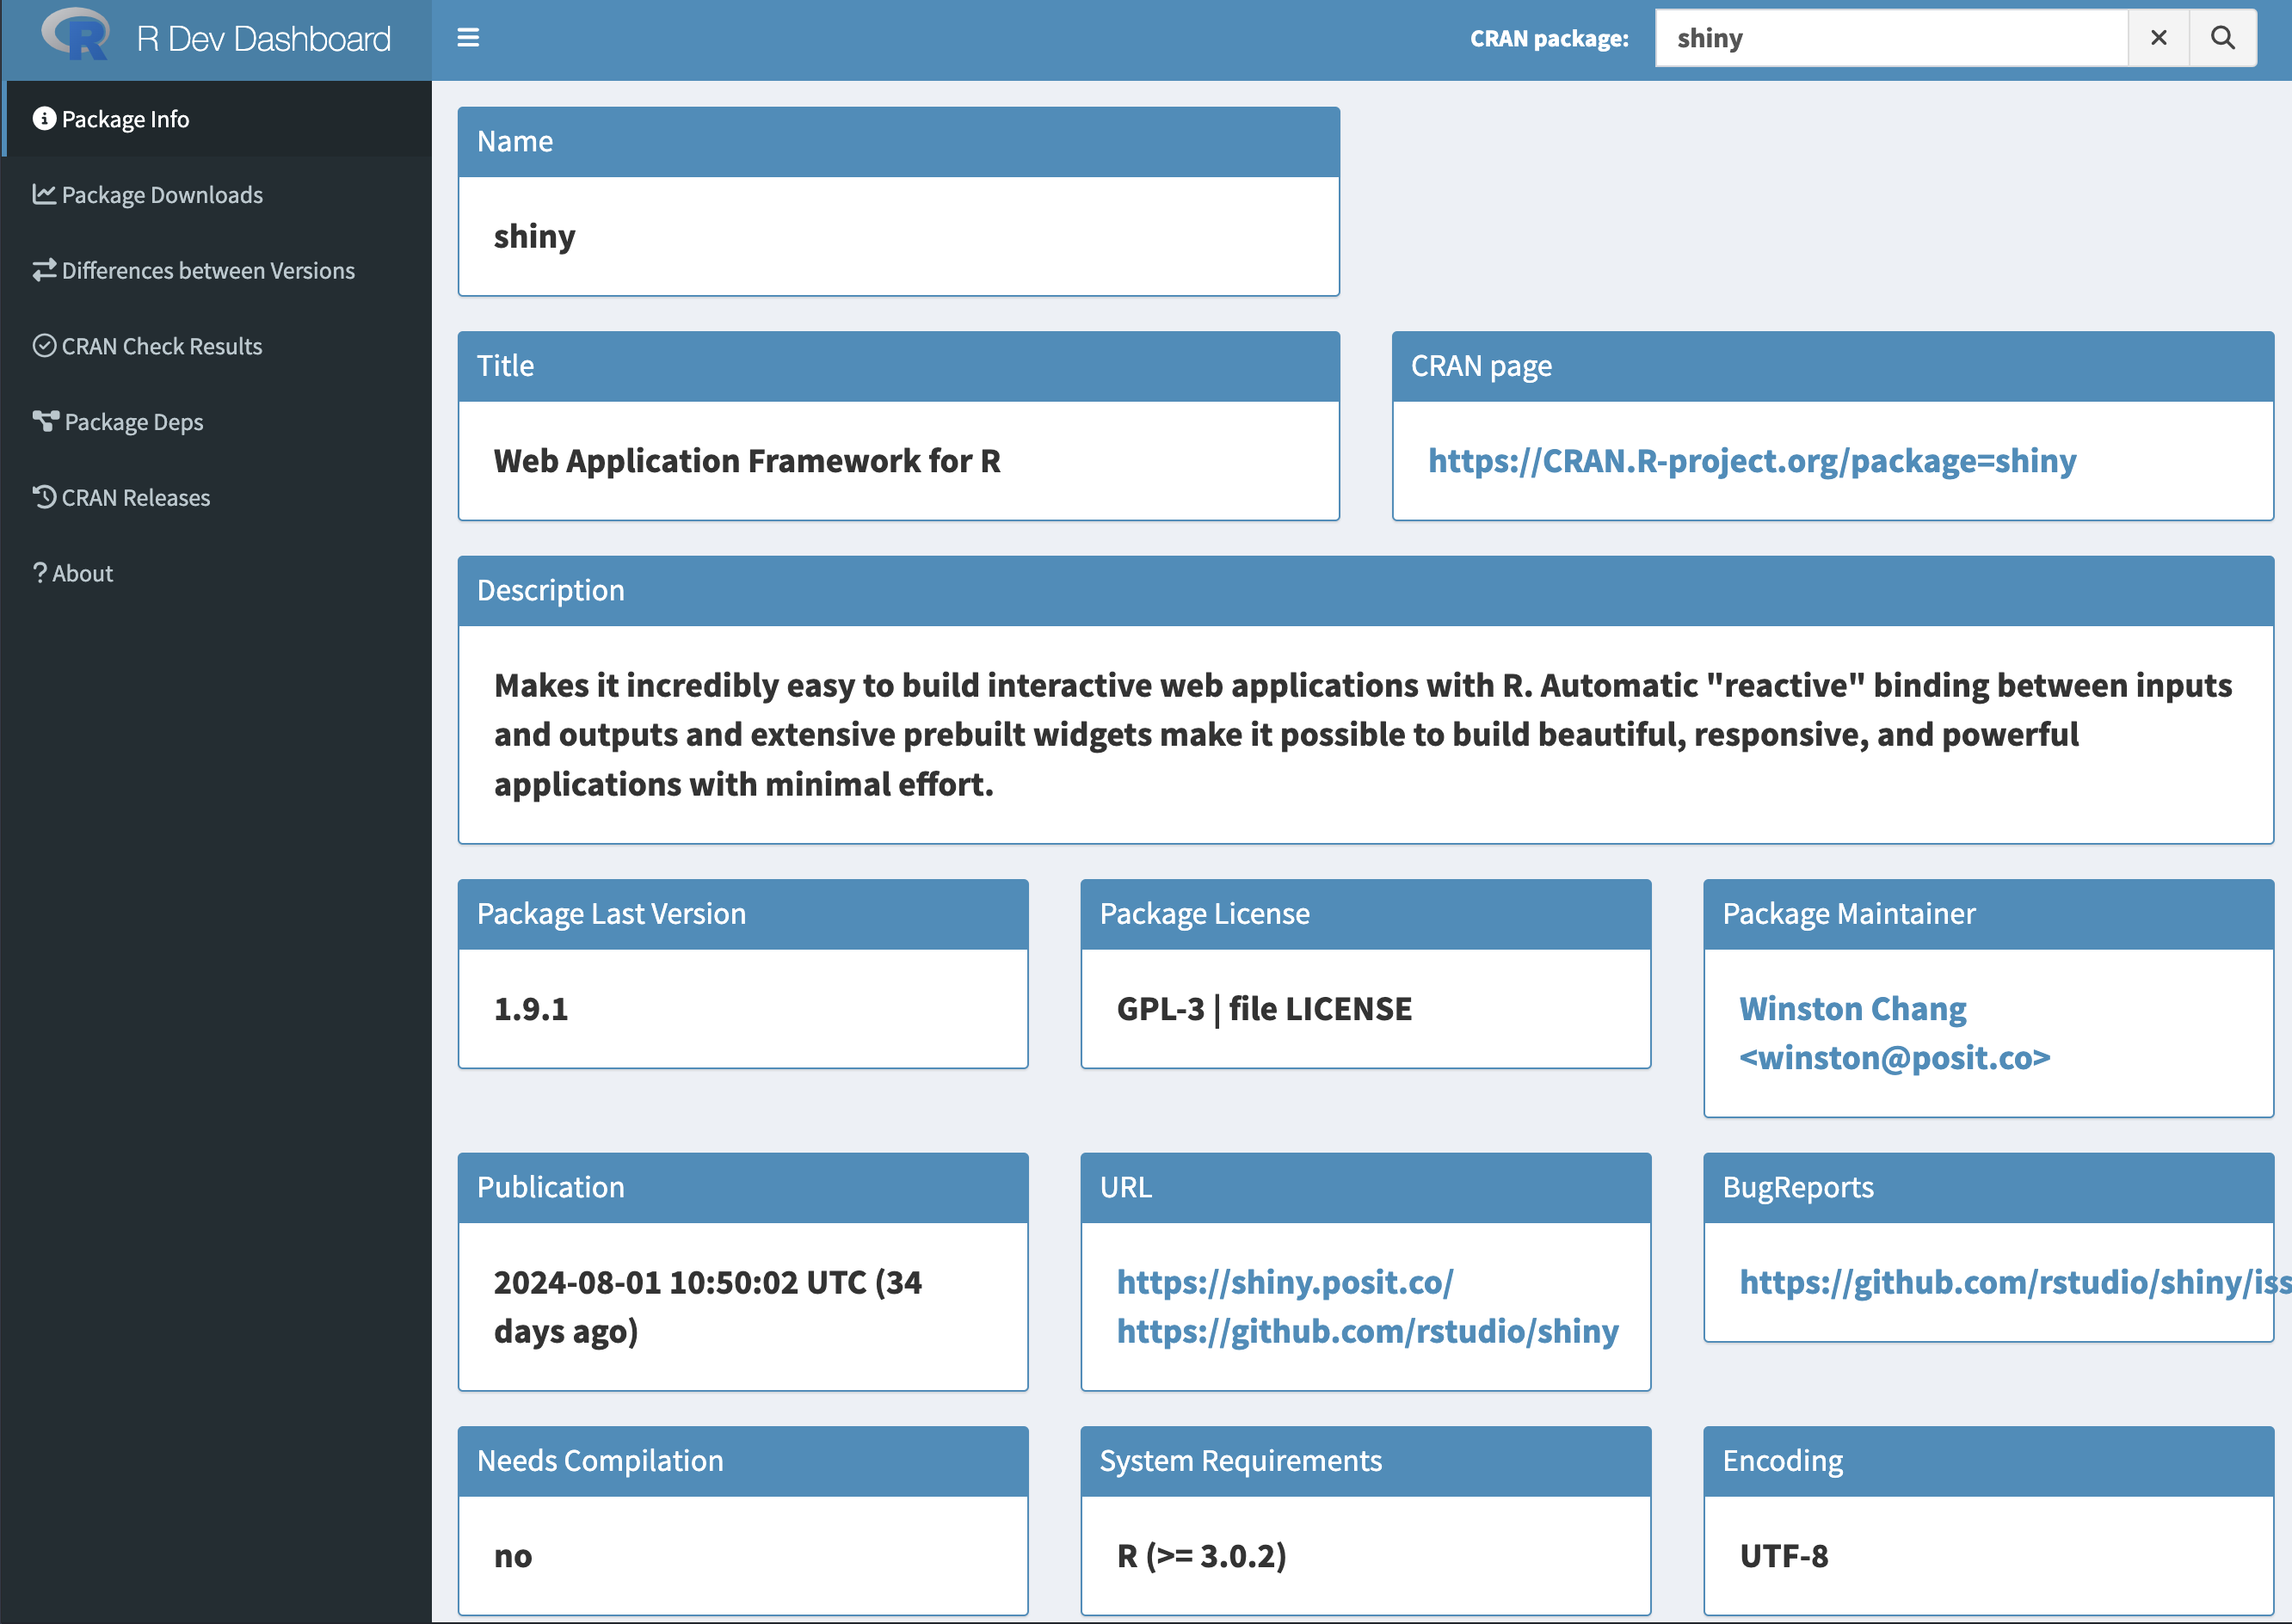 R Dev Dashboard
CRAN package:
shiny
Package Info
Package Downloads
Differences between Versions
CRAN Check Results
Package Deps
CRAN Releases
? About
Name
shiny
Title
Web Application Framework for R
CRAN page
https://CRAN.R-project.org/package=shiny
Description
Makes it incredibly easy to build interactive web applications with R. Automatic "reactive" binding between inputs
and outputs and extensive prebuilt widgets make it possible to build beautiful, responsive, and powerful
applications with minimal effort.
Package Last Version
1.9.1
Package License
GPL-3 | file LICENSE
Package Maintainer
Winston Chang
<winston@posit.co>
Publication
2024-08-01 10:50:02 UTC (34
days ago)
URL
https://shiny.posit.co/
https://github.com/rstudio/shiny
BugReports
https://github.com/rstudio/shiny/iss
Needs Compilation
no
System Requirements
R (>= 3.0.2)
Encoding
UTF-8